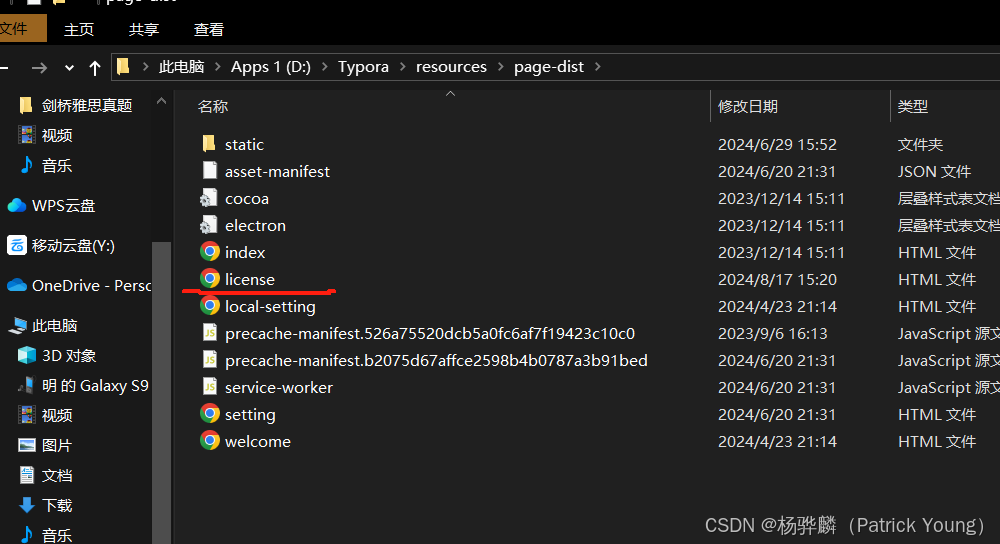 文件 主页 共享 查看
此电脑 Apps 1 (D:) Typora resources page-dist
剑桥雅思真题
视频
音乐
WPS云盘
移动云盘(Y:)
OneDrive - Perso
此电脑
3D 对象
明 的 Galaxy S9
视频
图片
文档
下载
音乐
名称 修改日期 类型
static 2024/6/29 15:52 文件夹
asset-manifest 2024/6/20 21:31 JSON 文件
cocoa 2023/12/14 15:11 层叠样式表文档
electron 2023/12/14 15:11 层叠样式表文档
index 2023/12/14 15:11 HTML 文件
license 2024/8/17 15:20 HTML 文件
local-setting 2024/4/23 21:14 HTML 文件
precache-manifest.526a75520dcb5a0fc6af7f19423c10c0 2023/9/6 16:13 JavaScript 源文
precache-manifest.b2075d67affce2598b4b0787a3b91bed 2024/6/20 21:31 JavaScript 源文
service-worker 2024/6/20 21:31 JavaScript 源文
setting 2024/6/20 21:31 HTML 文件
welcome 2024/4/23 21:14 HTML 文件
CSDN @杨骅麟（Patrick Young）